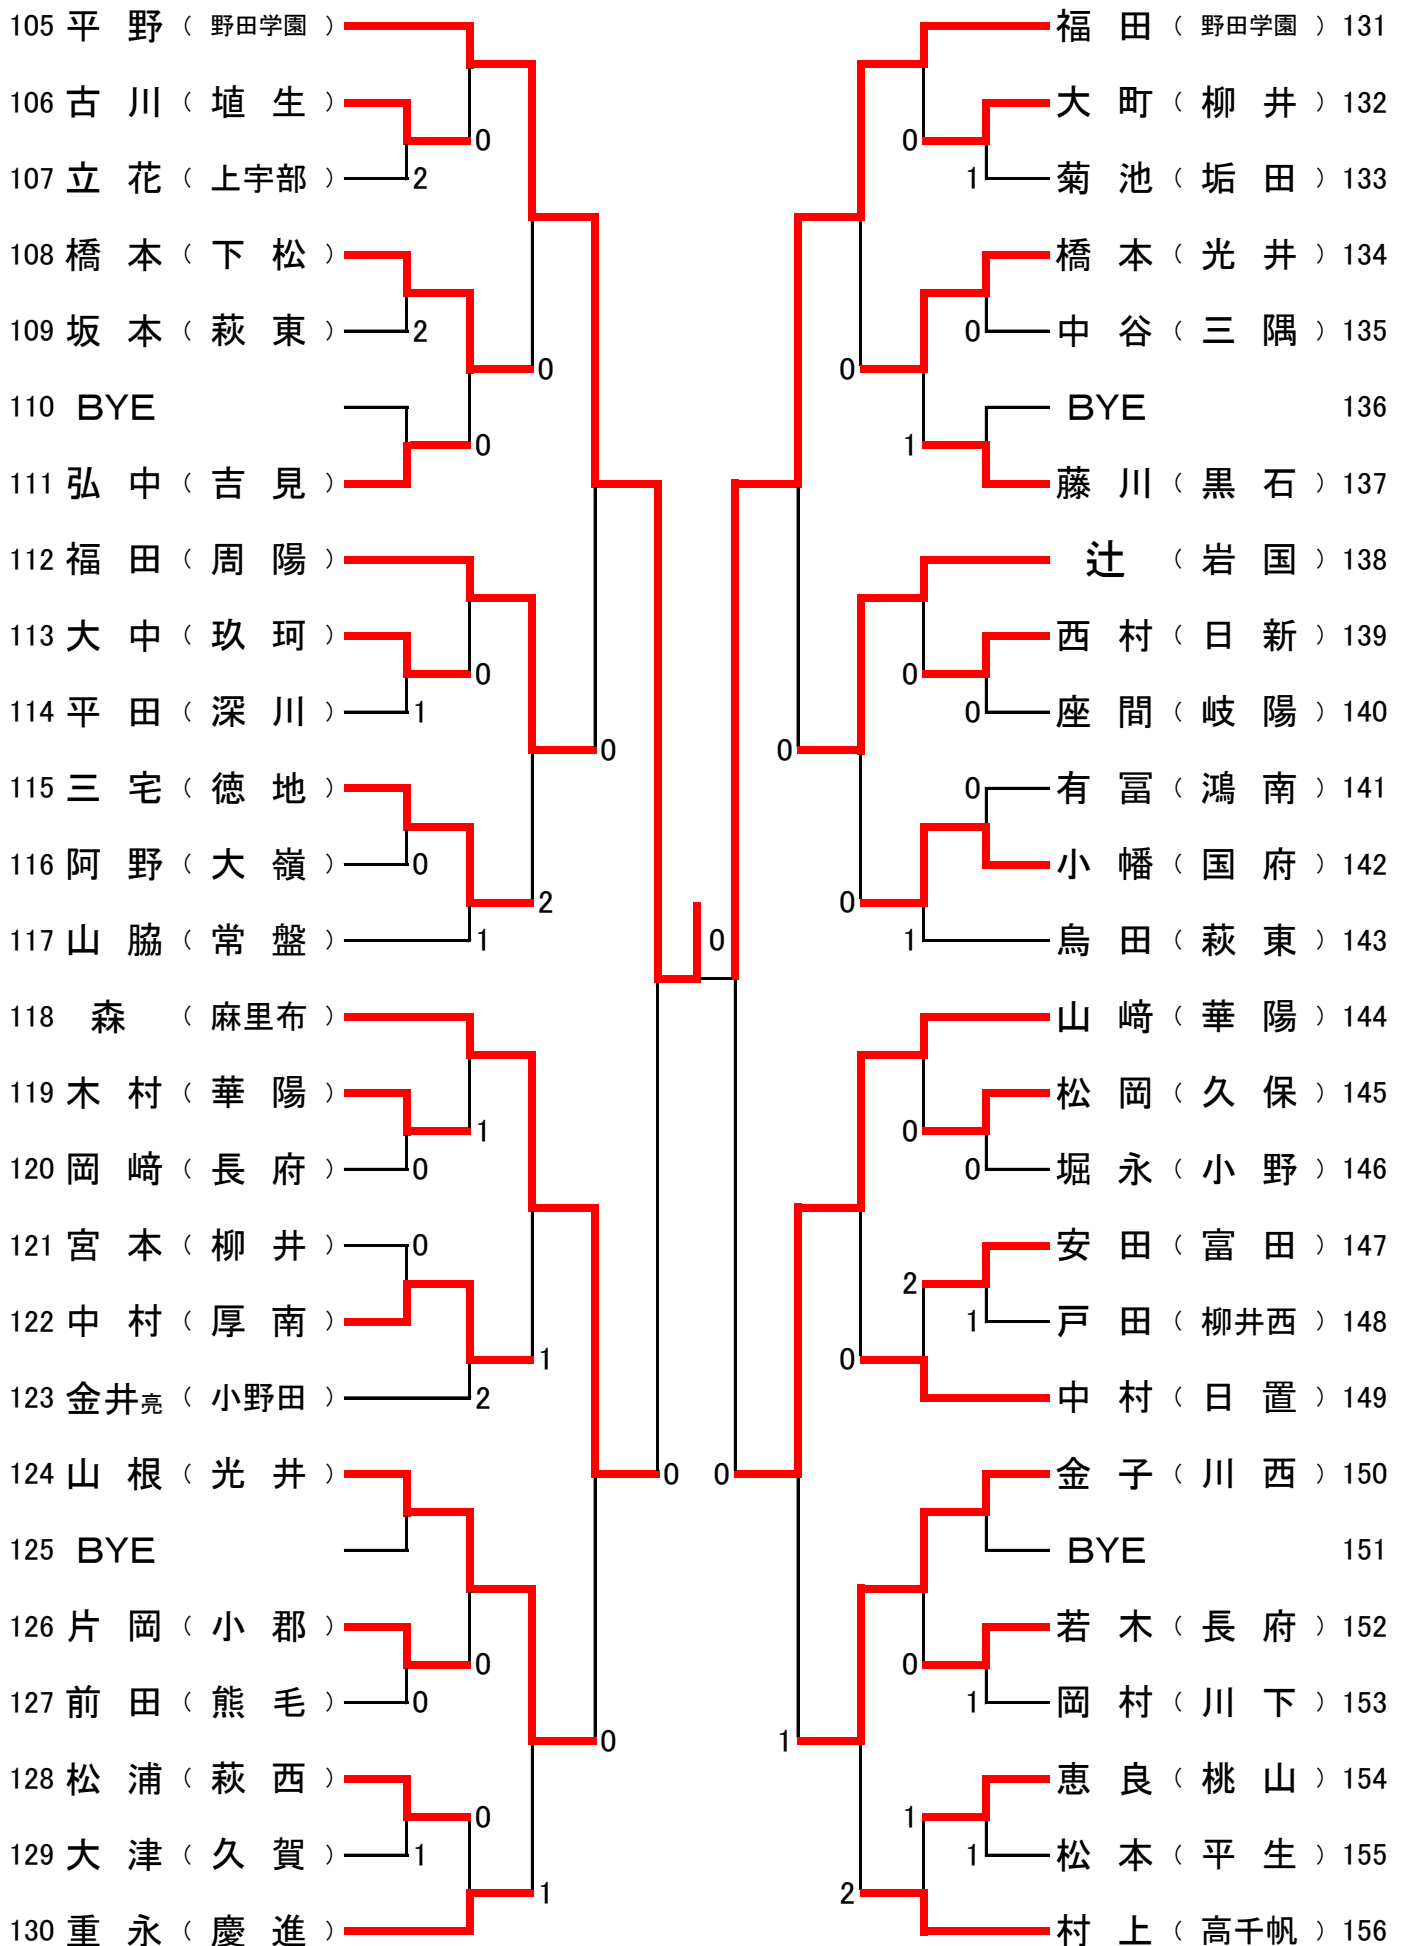 105 平野 ( 野田学園 )
106 古川 ( 埴生 )
0
107 立花 ( 上宇部 ) 2
108 橋本 ( 下松 )
109 坂本 ( 萩東 ) 2
0
110 BYE
0
111 弘中 ( 吉見 )
112 福田 ( 周陽 )
113 大中 ( 玖珂 )
0
114 平田 ( 深川 ) 1
0
115 三宅 ( 徳地 )
116 阿野 ( 大嶺 ) 0
2
117 山脇 ( 常盤 ) 1
118 森 ( 麻里布 )
119 木村 ( 華陽 )
1
120 岡﨑 ( 長府 ) 0
121 宮本 ( 柳井 ) 0
122 中村 ( 厚南 )
1
123 金井亮 ( 小野田 ) 2
124 山根 ( 光井 )
0
125 BYE
126 片岡 ( 小郡 )
0
127 前田 ( 熊毛 ) 0
0
128 松浦 ( 萩西 )
0
129 大津 ( 久賀 ) 1
1
130 重永 ( 慶進 )
0
福田 ( 野田学園 ) 131
大町 ( 柳井 ) 132
0
1 菊池 ( 垢田 ) 133
橋本 ( 光井 ) 134
0 中谷 ( 三隅 ) 135
0
BYE 136
1
藤川 ( 黒石 ) 137
辻 ( 岩国 ) 138
西村 ( 日新 ) 139
0
0 座間 ( 岐陽 ) 140
0
0 有冨 ( 鴻南 ) 141
小幡 ( 国府 ) 142
0
1 烏田 ( 萩東 ) 143
山﨑 ( 華陽 ) 144
松岡 ( 久保 ) 145
0
0 堀永 ( 小野 ) 146
安田 ( 富田 ) 147
2
1 戸田 ( 柳井西 ) 148
0
中村 ( 日置 ) 149
金子 ( 川西 ) 150
0
BYE 151
若木 ( 長府 ) 152
0
1 岡村 ( 川下 ) 153
1
恵良 ( 桃山 ) 154
1
1 松本 ( 平生 ) 155
2
村上 ( 高千帆 ) 156